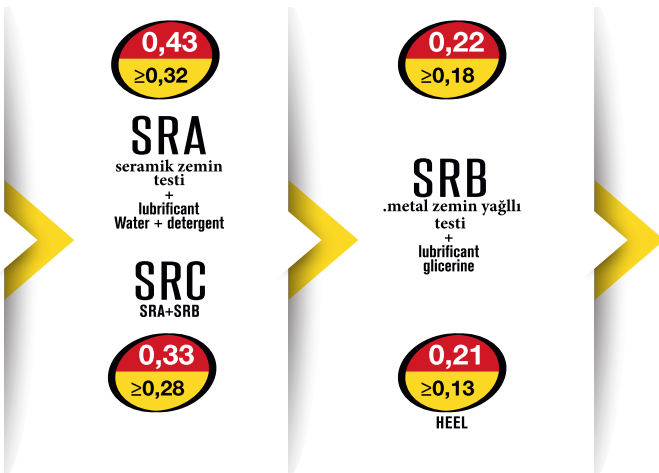 0,43
≥0,32
SRA
seramik zemin
testi
+
lubrificant
Water + detergent
SRC
SRA+SRB
0,33
≥0,28
0,22
≥0,18
SRB
.metal zemin yağllı
testi
+
lubrificant
glicerine
0,21
≥0,13
HEEL